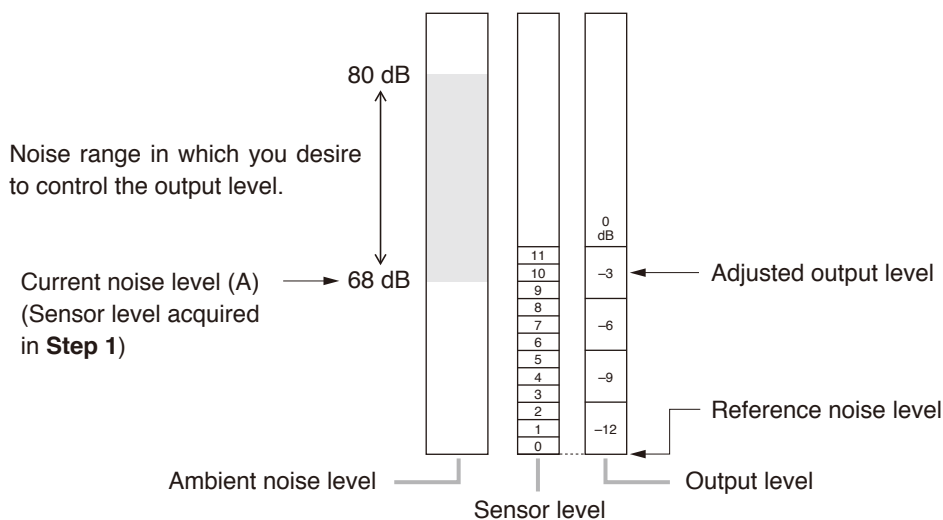 80 dB
Noise range in which you desire
to control the output level.
0
dB
11
10
9
8
7
6
5
4
3
2
1
0
–3
–6
–9
–12
Adjusted output level
Current noise level (A)
(Sensor level acquired
in Step 1)
68 dB
Reference noise level
Ambient noise level
Sensor level
Output level